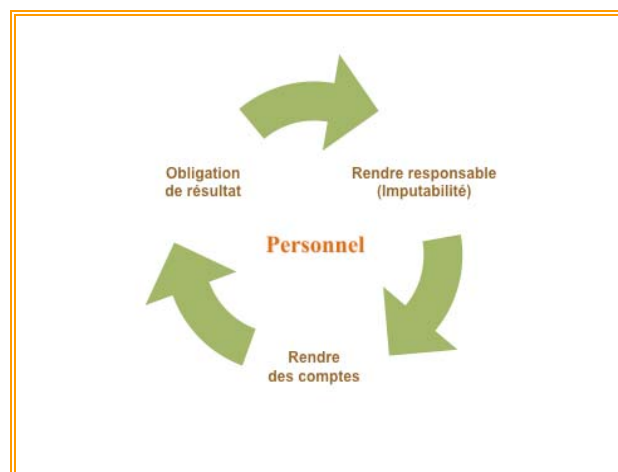 Obligation
de résultat
Rendre responsable
(Imputabilité)
Personnel
Rendre
des comptes